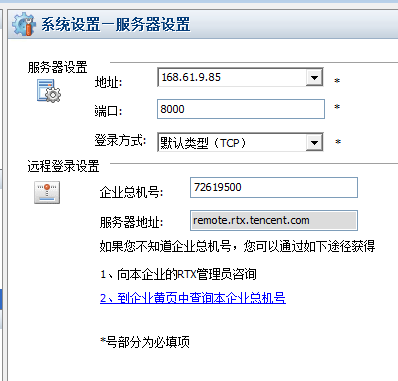 系统设置－服务器设置
服务器设置
地址: 168.61.9.85 *
端口: 8000 *
登录方式: 默认类型（TCP） *
远程登录设置
企业总机号: 72619500
服务器地址: remote.rtx.tencent.com
如果您不知道企业总机号，您可以通过如下途径获得
1、向本企业的RTX管理员咨询
2、到企业黄页中查询本企业总机号
*号部分为必填项